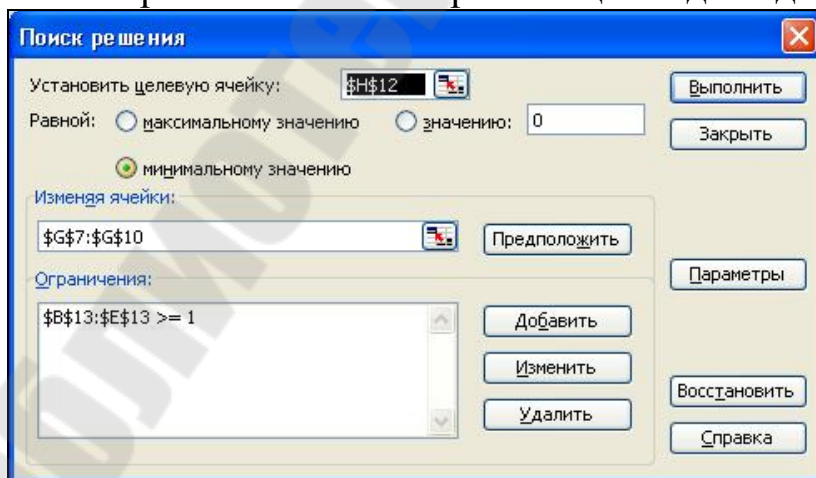 Поиск решения
Установить целевую ячейку: $H$12
Выполнить
Равной: максимальному значению значению: 0
Закрыть
минимальному значению
Изменяя ячейки:
$G$7:$G$10 Предположить
Параметры
Ограничения:
$B$13:$E$13 >= 1 Добавить
Изменить
Удалить
Восстановить
Справка